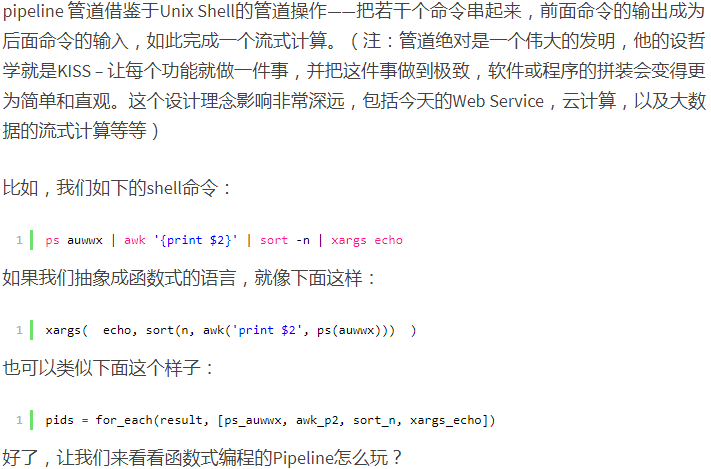 pipeline 管道借鉴于Unix Shell的管道操作——把若干个命令串起来，前面命令的输出成为
后面命令的输入，如此完成一个流式计算。（注：管道绝对是一个伟大的发明，他的设哲
学就是KISS – 让每个功能就做一件事，并把这件事做到极致，软件或程序的拼装会变得更
为简单和直观。这个设计理念影响非常深远，包括今天的Web Service，云计算，以及大数
据的流式计算等等）
比如，我们如下的shell命令：
1 ps auwwx | awk '{print $2}' | sort -n | xargs echo
如果我们抽象成函数式的语言，就像下面这样：
1 xargs(  echo, sort(n, awk('print $2', ps(auwwx)))  )
也可以类似下面这个样子：
1 pids = for_each(result, [ps_auwwx, awk_p2, sort_n, xargs_echo])
好了，让我们来看看函数式编程的Pipeline怎么玩？